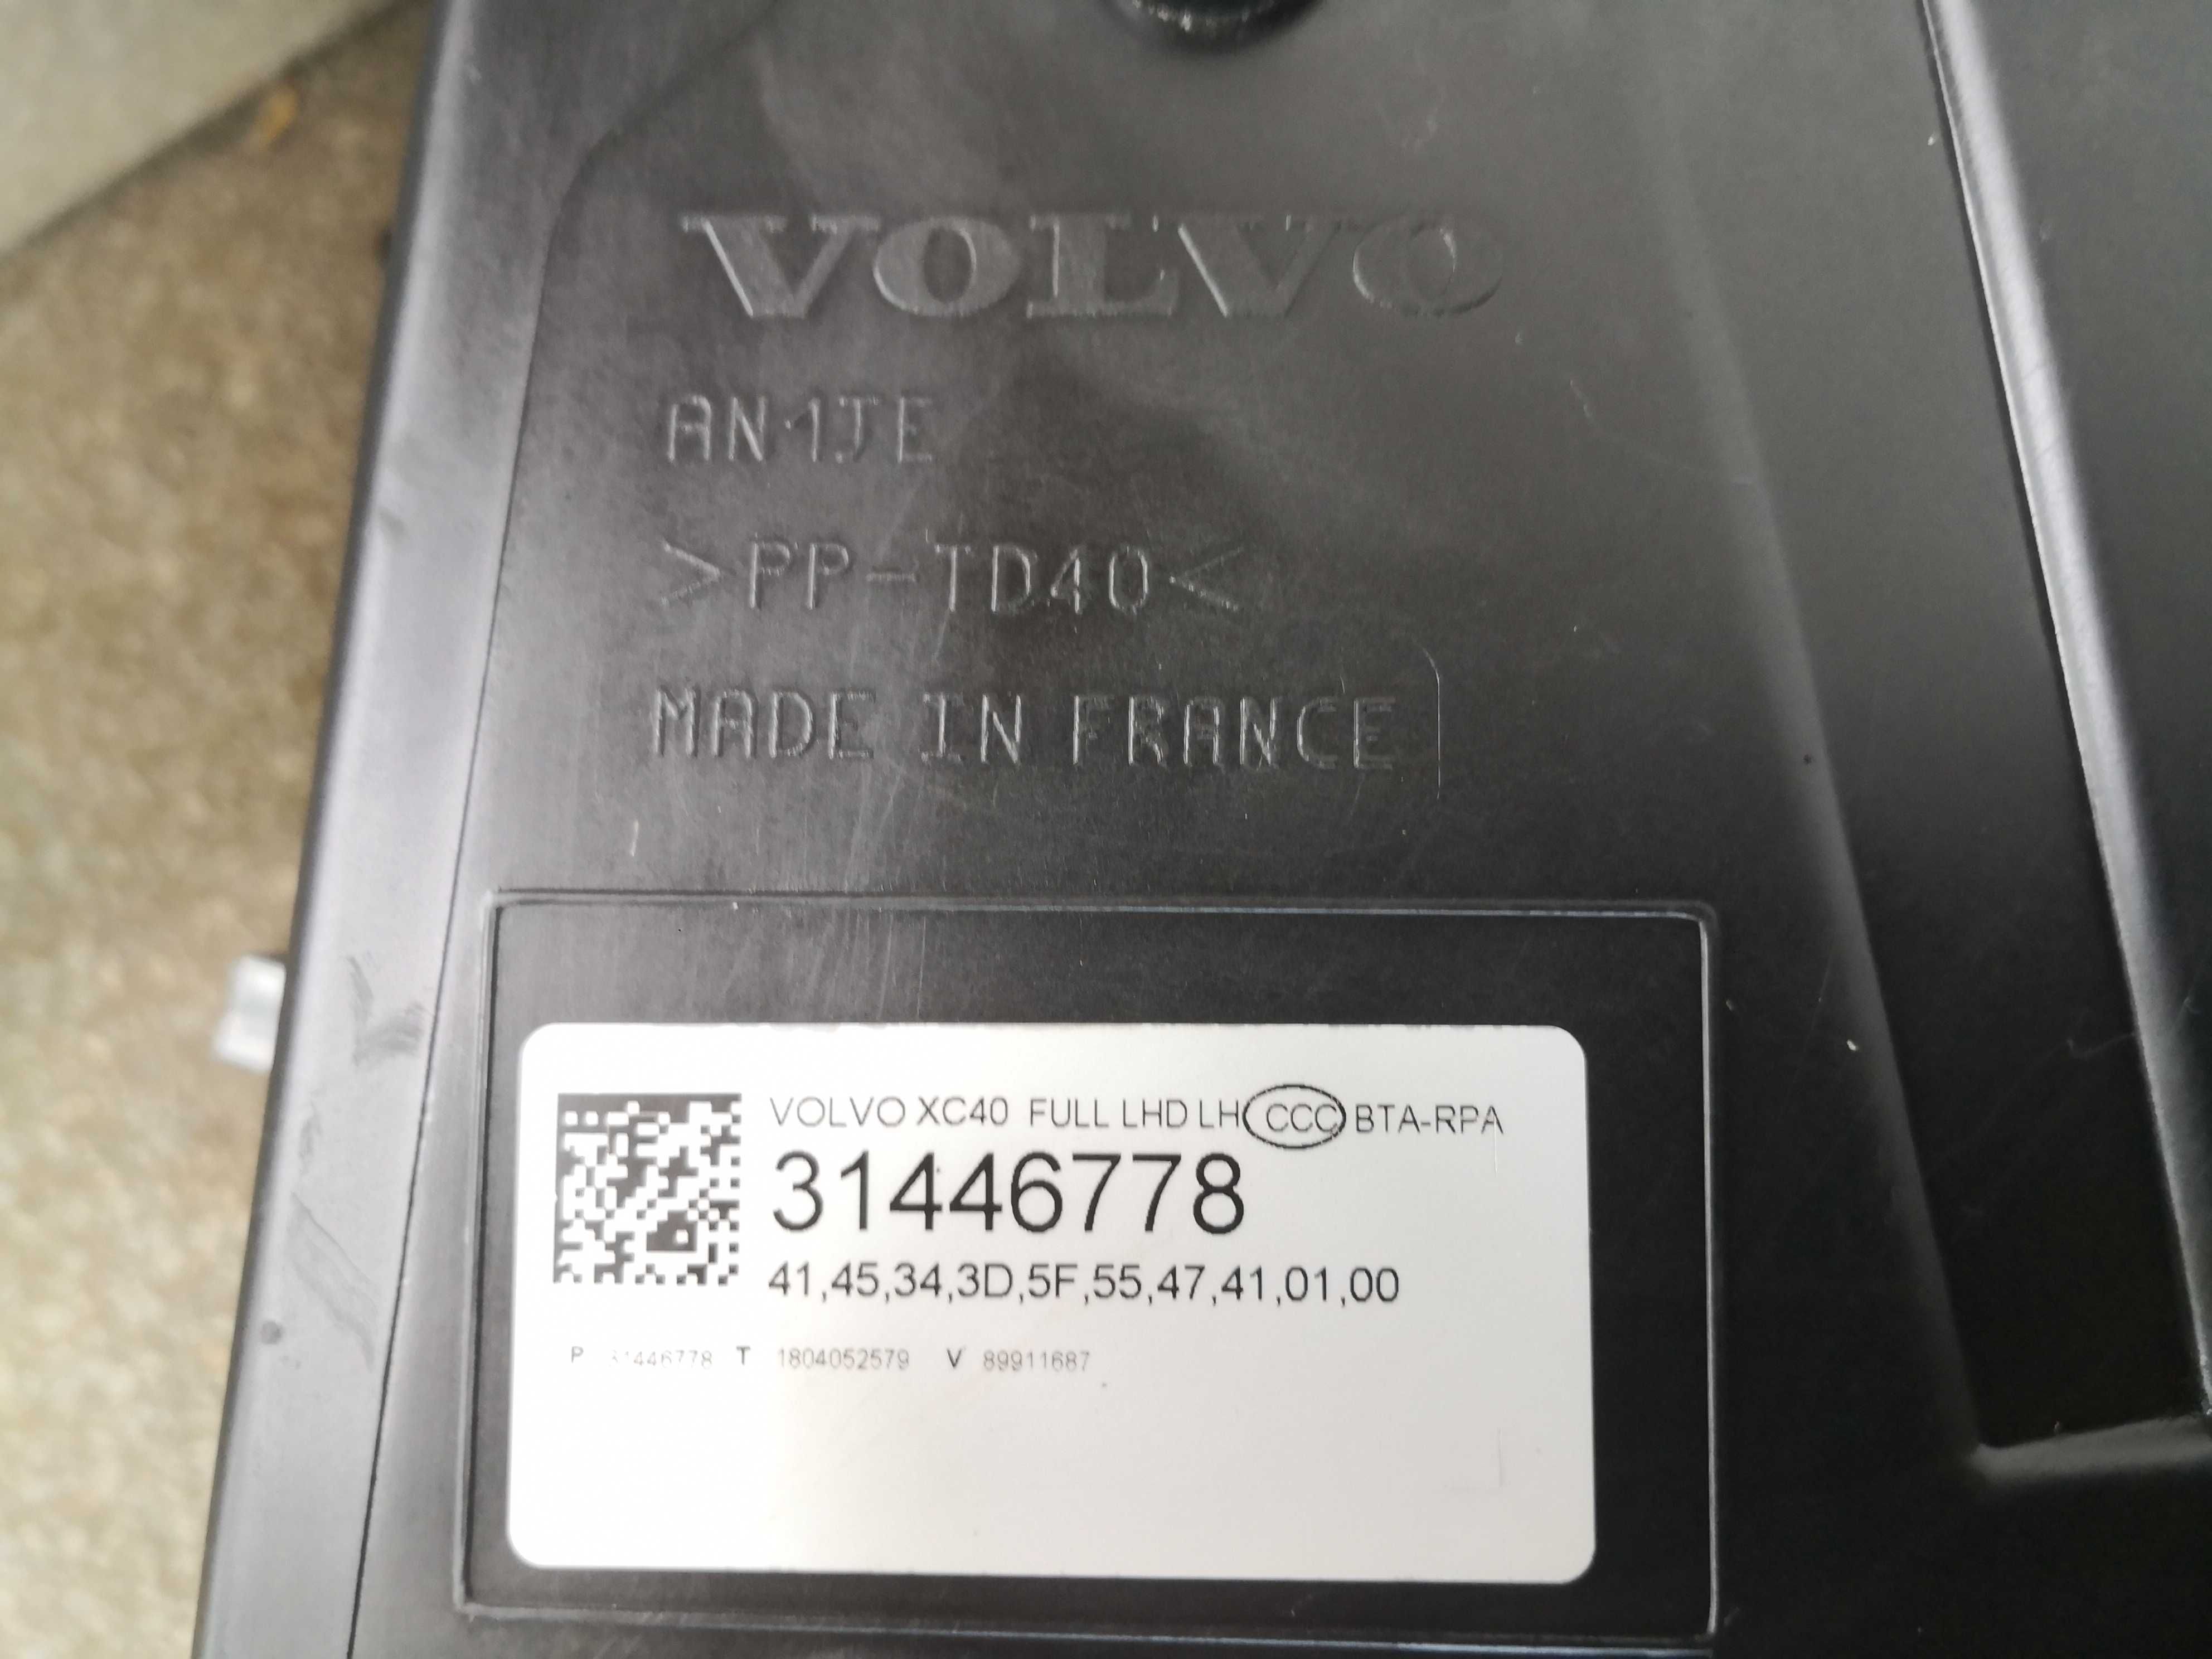 VOLVO
AN1JE
>PP-TD40<
MADE IN FRANCE
VOLVO XC40 FULL LHD LH CCC BTA-RPA
31446778
41,45,34,3D,5F,55,47,41,01,00
P 31446778 T 1804052579 V 89911687